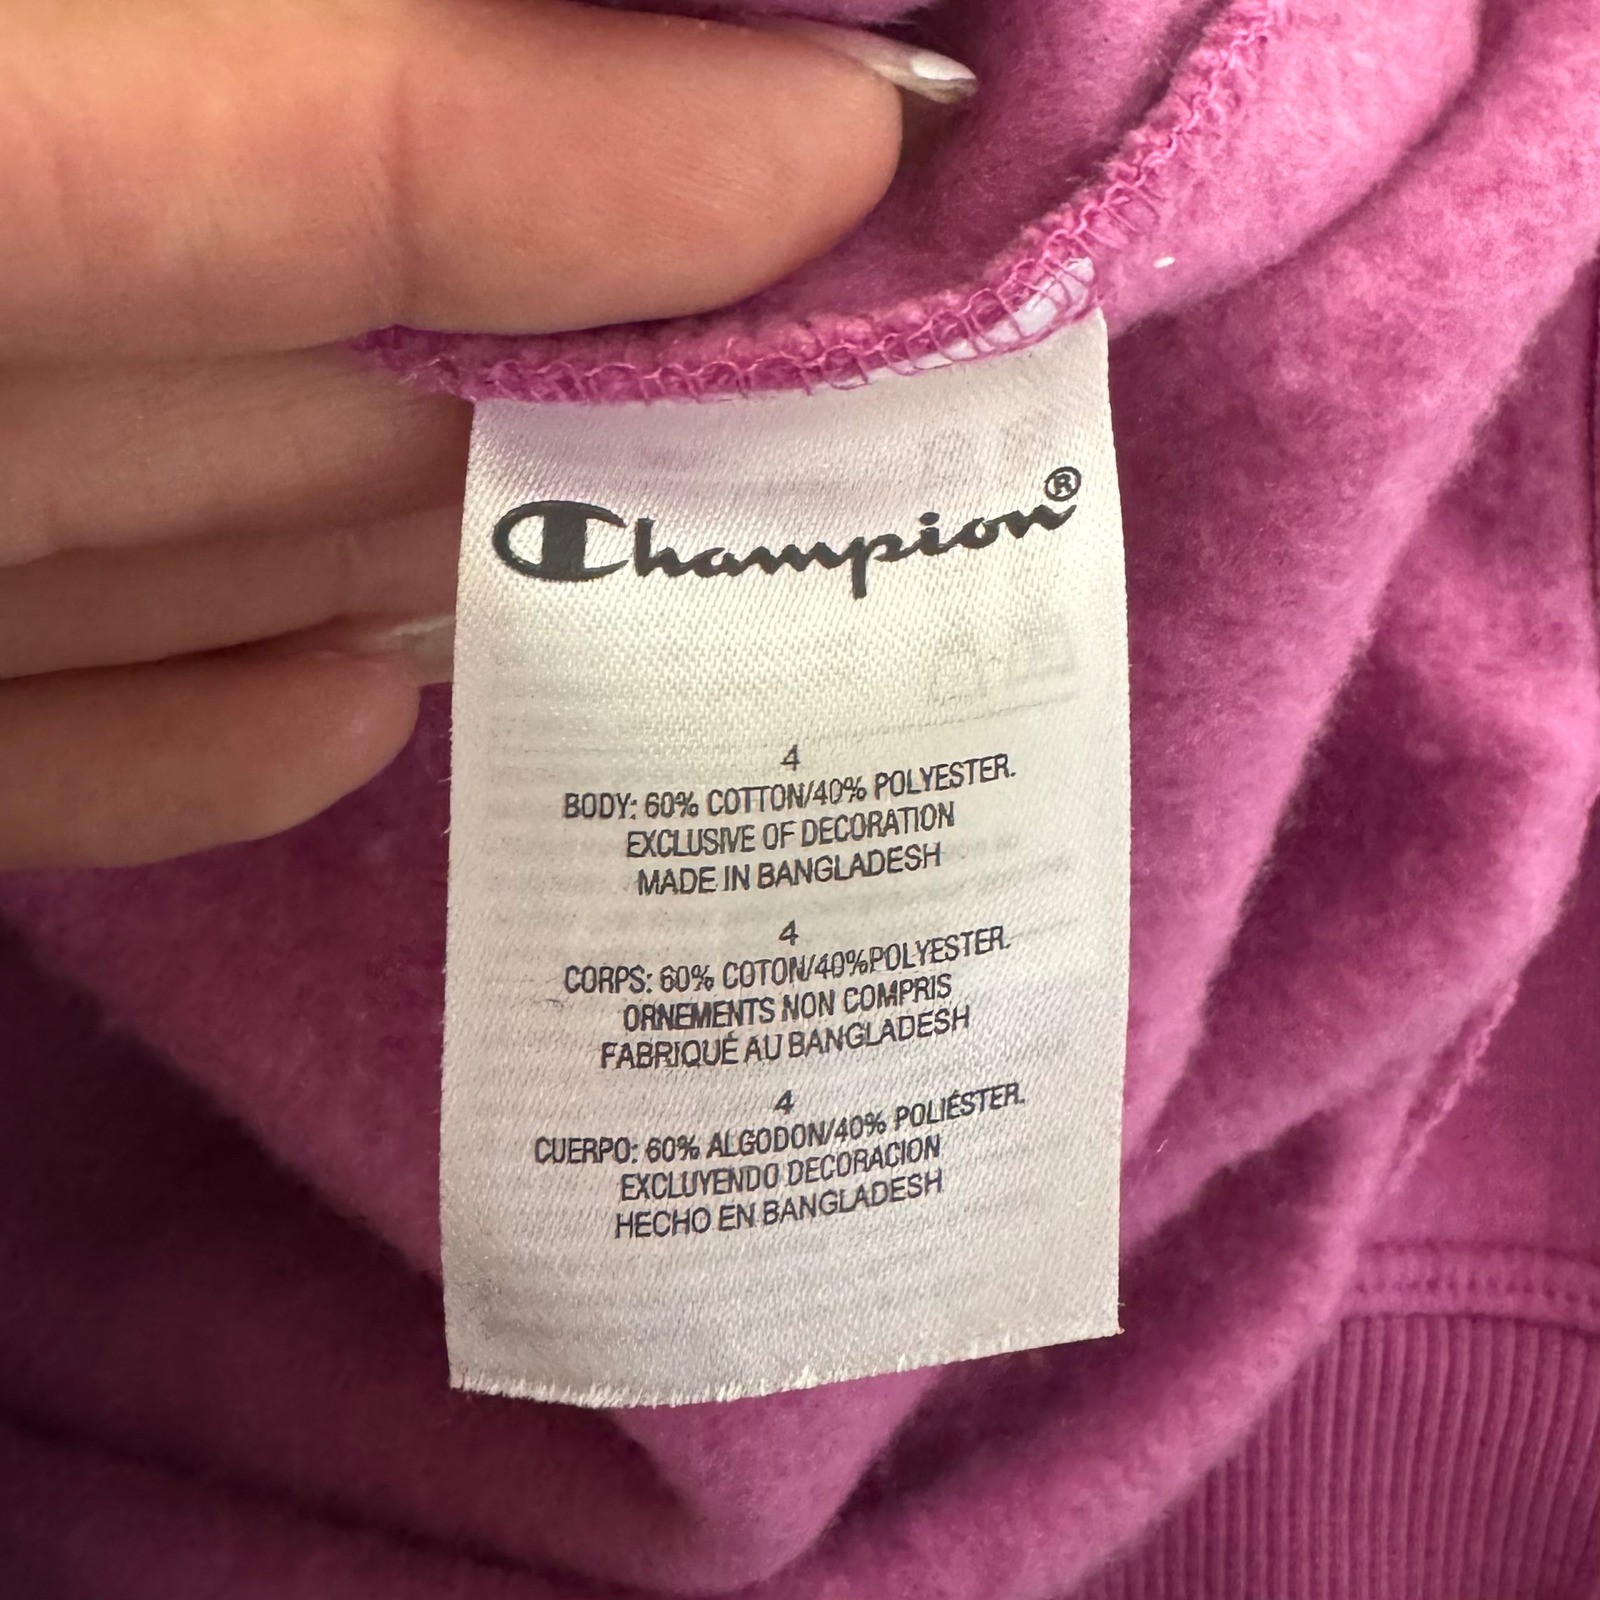 Champion®
4
BODY: 60% COTTON/40% POLYESTER.
EXCLUSIVE OF DECORATION
MADE IN BANGLADESH
4
CORPS: 60% COTON/40%POLYESTER.
ORNEMENTS NON COMPRIS
FABRIQUÉ AU BANGLADESH
4
CUERPO: 60% ALGODON/40% POLIÉSTER.
EXCLUYENDO DECORACION
HECHO EN BANGLADESH